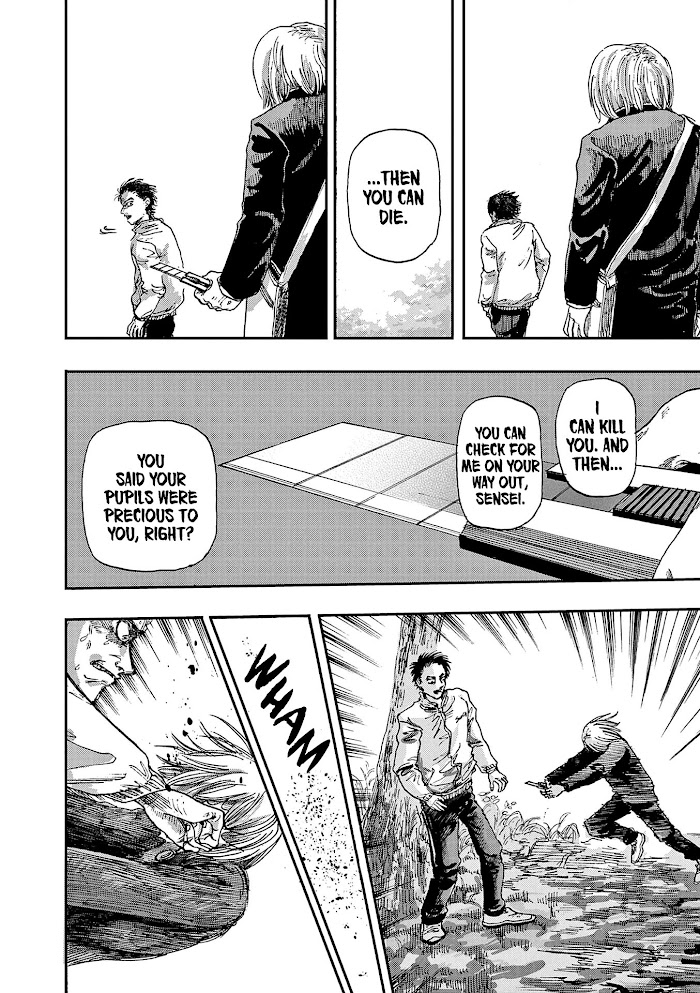 ...THEN
YOU CAN
DIE.
I
CAN KILL
YOU. AND
THEN...
YOU CAN
CHECK FOR
ME ON YOUR
WAY OUT,
SENSEI.
YOU
SAID YOUR
PUPILS WERE
PRECIOUS TO
YOU, RIGHT?
WHAM